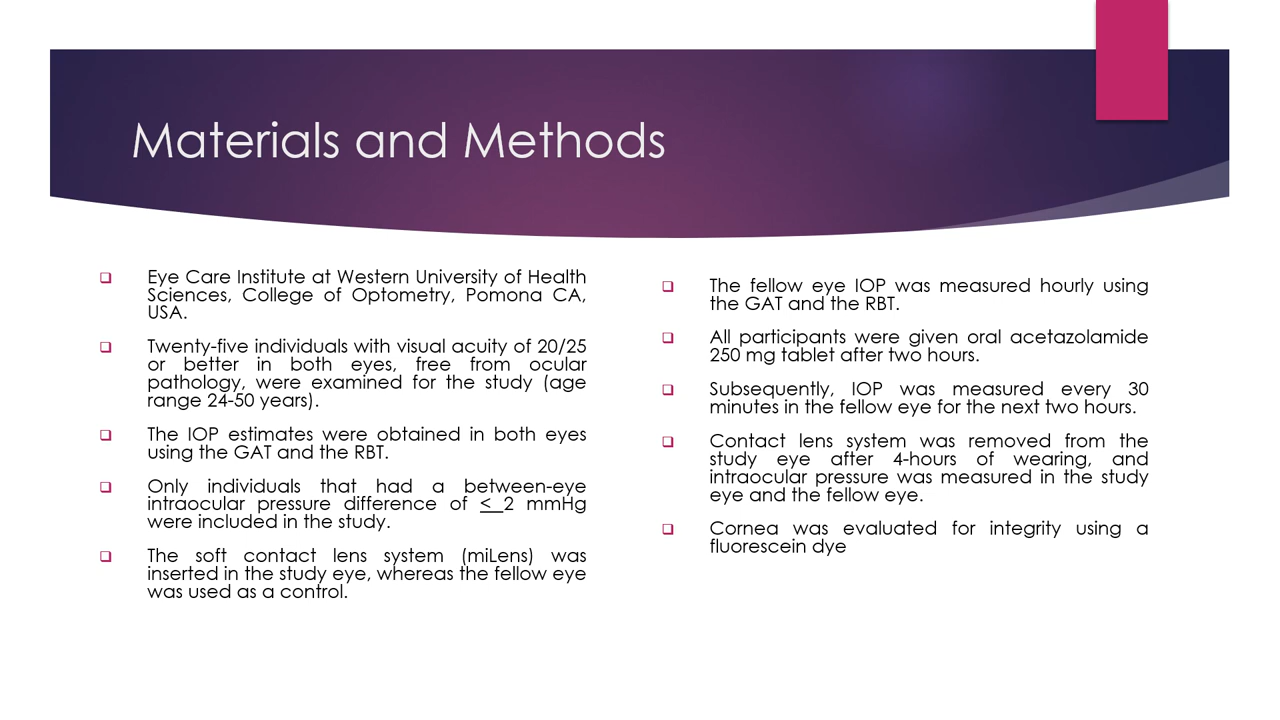 Materials and Methods
Eye Care Institute at Western University of Health
Sciences, College of Optometry, Pomona CA,
USA.
Twenty-five individuals with visual acuity of 20/25
or better in both eyes, free from ocular
pathology, were examined for the study (age
range 24-50 years).
The IOP estimates were obtained in both eyes
using the GAT and the RBT.
Only individuals that had a between-eye
intraocular pressure difference of < 2 mmHg
were included in the study.
The soft contact lens system (miLens) was
inserted in the study eye, whereas the fellow eye
was used as a control.
The fellow eye IOP was measured hourly using
the GAT and the RBT.
All participants were given oral acetazolamide
250 mg tablet after two hours.
Subsequently, IOP was measured every 30
minutes in the fellow eye for the next two hours.
Contact lens system was removed from the
study eye after 4-hours of wearing, and
intraocular pressure was measured in the study
eye and the fellow eye.
Cornea was evaluated for integrity using a
fluorescein dye